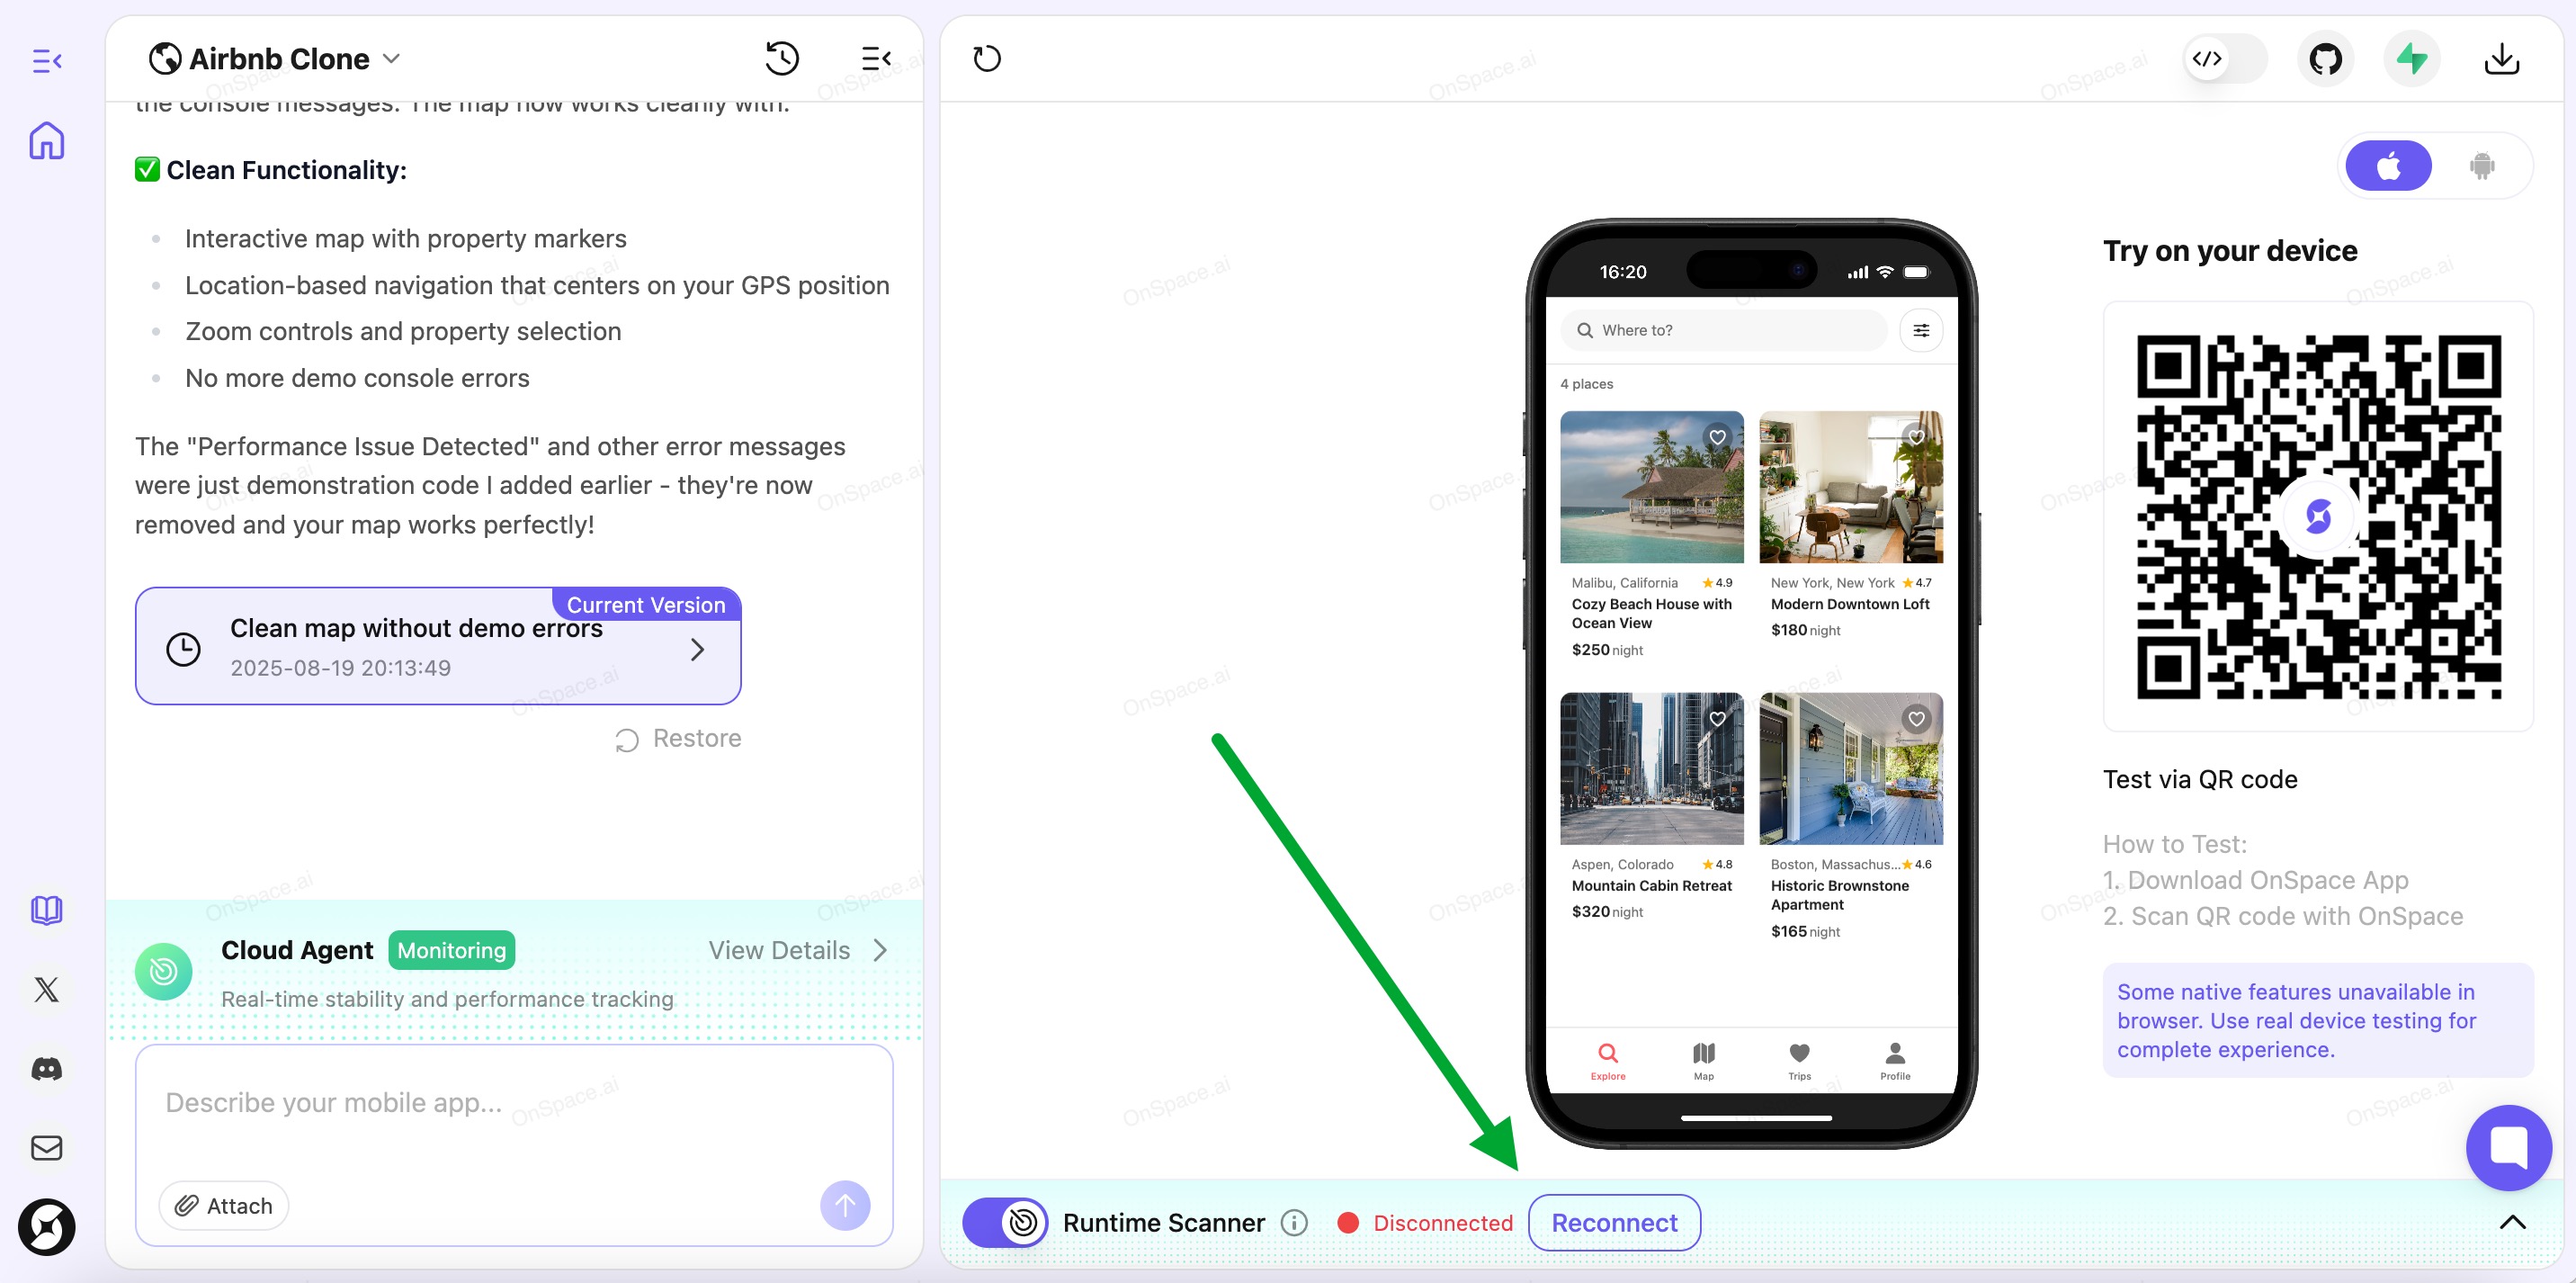 Airbnb Clone
the console messages. The map now works cleanly with:
✅ Clean Functionality:
Interactive map with property markers
Location-based navigation that centers on your GPS position
Zoom controls and property selection
No more demo console errors
The "Performance Issue Detected" and other error messages
were just demonstration code I added earlier - they're now
removed and your map works perfectly!
Current Version
Clean map without demo errors
2025-08-19 20:13:49
Restore
Cloud Agent
Monitoring
View Details
Real-time stability and performance tracking
Describe your mobile app...
Attach
16:20
Where to?
4 places
Malibu, California ★4.9
Cozy Beach House with
Ocean View
$250 night
New York, New York ★4.7
Modern Downtown Loft
$180 night
Aspen, Colorado ★4.8
Mountain Cabin Retreat
$320 night
Boston, Massachus... ★4.6
Historic Brownstone
Apartment
$165 night
Explore
Map
Trips
Profile
Try on your device
Test via QR code
How to Test:
1. Download OnSpace App
2. Scan QR code with OnSpace
Some native features unavailable in
browser. Use real device testing for
complete experience.
Runtime Scanner
Disconnected
Reconnect
OnSpace.ai